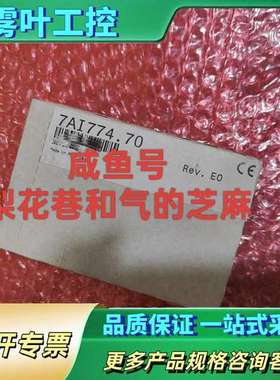 雾叶工控
7AI774.70
Rev. E0
CE
咸鱼号
梨花巷和气的芝麻
开专票
品质保证 一站式采
更多产品规格咨询客